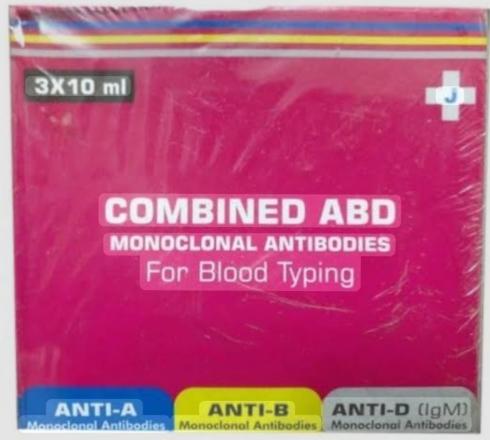 3X10 ml
J
COMBINED ABD
MONOCLONAL ANTIBODIES
For Blood Typing
ANTI-A
Monoclonal Antibodies
ANTI-B
Monoclonal Antibodies
ANTI-D (IgM)
Monoclonal Antibodies